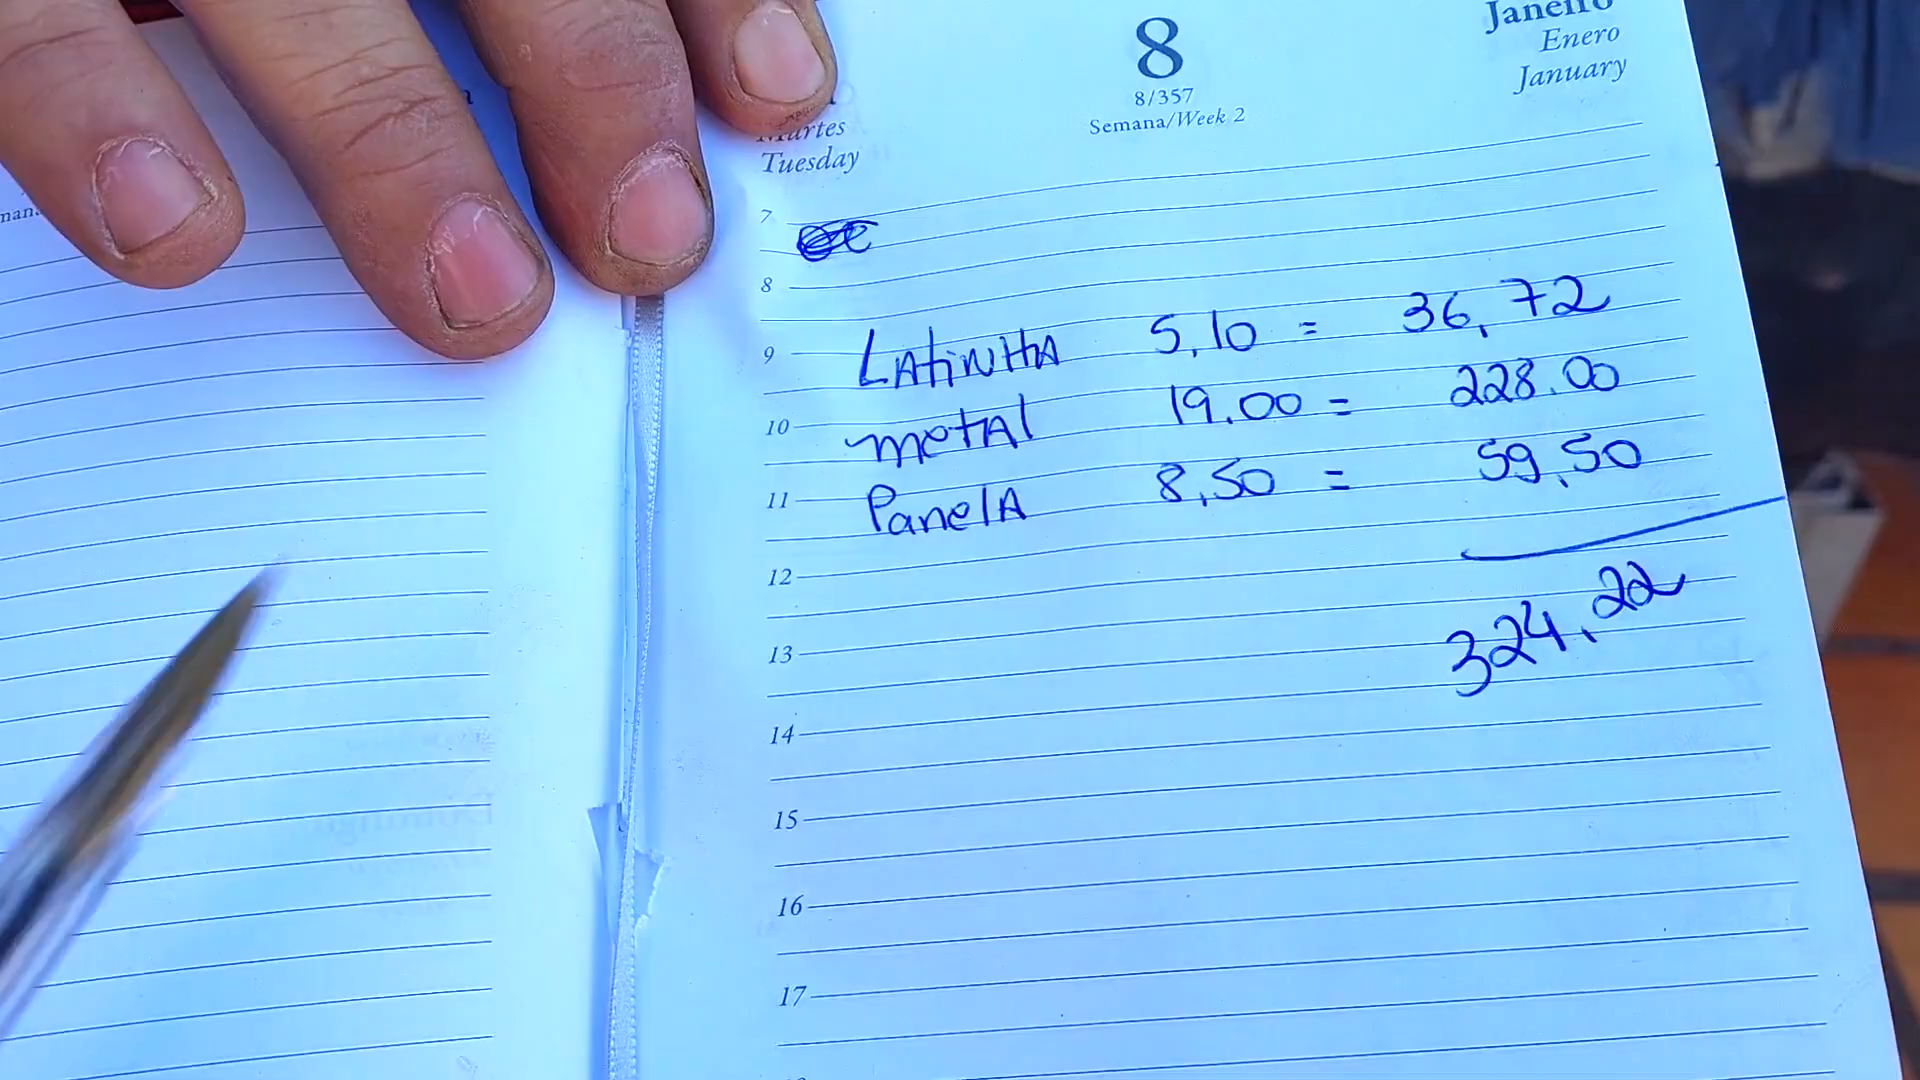 8
Janeiro
Enero
January
8/357
Semana/Week 2
Martes
Tuesday
7
8
9 LAtiNHA 5,10 = 36,72
10 metAl 19.00 = 228.00
11 PanelA 8,50 = 59,50
12
13 324,22
14
15
16
17